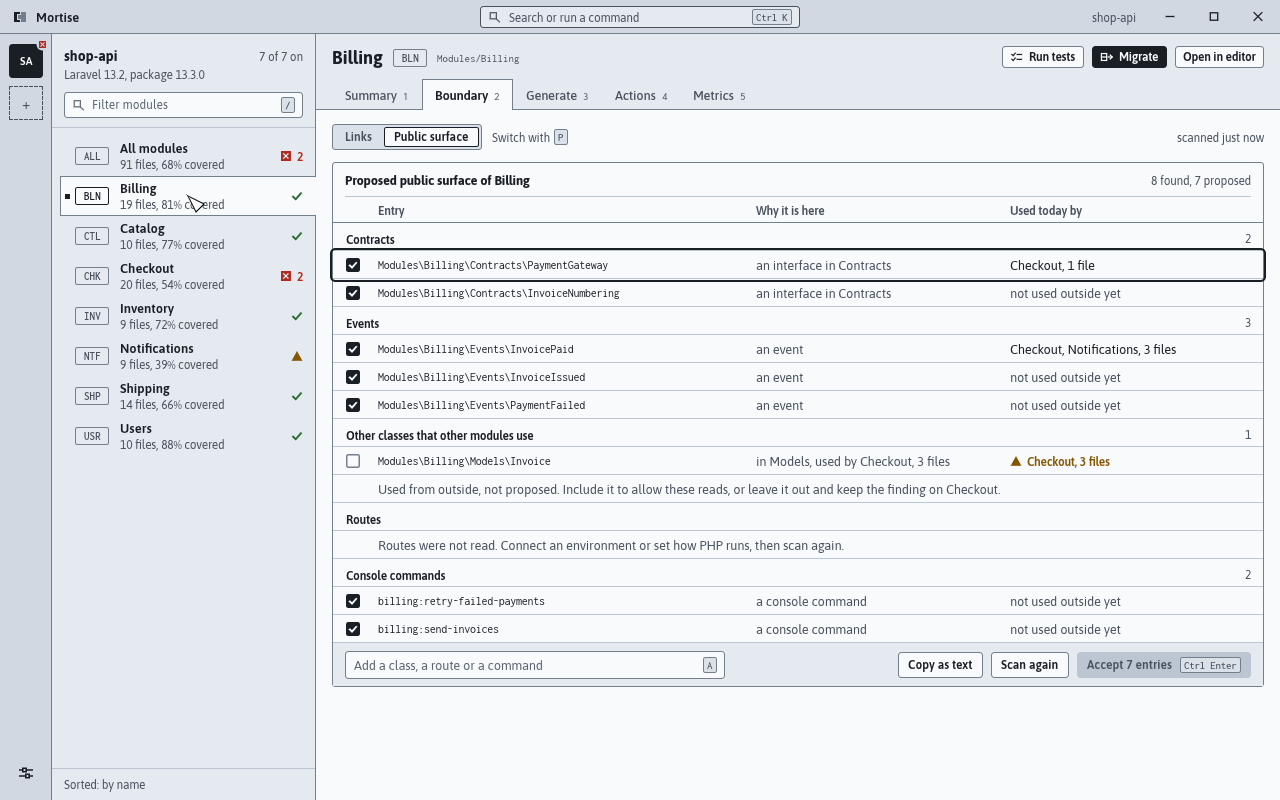 Mortise
Search or run a command
Ctrl K
shop-api
SA
+
shop-api
7 of 7 on
Laravel 13.2, package 13.3.0
Filter modules
/
ALL
All modules
91 files, 68% covered
2
BLN
Billing
19 files, 81% covered
CTL
Catalog
10 files, 77% covered
CHK
Checkout
20 files, 54% covered
2
INV
Inventory
9 files, 72% covered
NTF
Notifications
9 files, 39% covered
SHP
Shipping
14 files, 66% covered
USR
Users
10 files, 88% covered
Sorted: by name
Billing
BLN
Modules/Billing
Run tests
Migrate
Open in editor
Summary 1
Boundary 2
Generate 3
Actions 4
Metrics 5
Links
Public surface
Switch with P
scanned just now
Proposed public surface of Billing
8 found, 7 proposed
Entry
Why it is here
Used today by
Contracts
2
Modules\Billing\Contracts\PaymentGateway
an interface in Contracts
Checkout, 1 file
Modules\Billing\Contracts\InvoiceNumbering
an interface in Contracts
not used outside yet
Events
3
Modules\Billing\Events\InvoicePaid
an event
Checkout, Notifications, 3 files
Modules\Billing\Events\InvoiceIssued
an event
not used outside yet
Modules\Billing\Events\PaymentFailed
an event
not used outside yet
Other classes that other modules use
1
Modules\Billing\Models\Invoice
in Models, used by Checkout, 3 files
Checkout, 3 files
Used from outside, not proposed. Include it to allow these reads, or leave it out and keep the finding on Checkout.
Routes
Routes were not read. Connect an environment or set how PHP runs, then scan again.
Console commands
2
billing:retry-failed-payments
a console command
not used outside yet
billing:send-invoices
a console command
not used outside yet
Add a class, a route or a command
A
Copy as text
Scan again
Accept 7 entries
Ctrl Enter